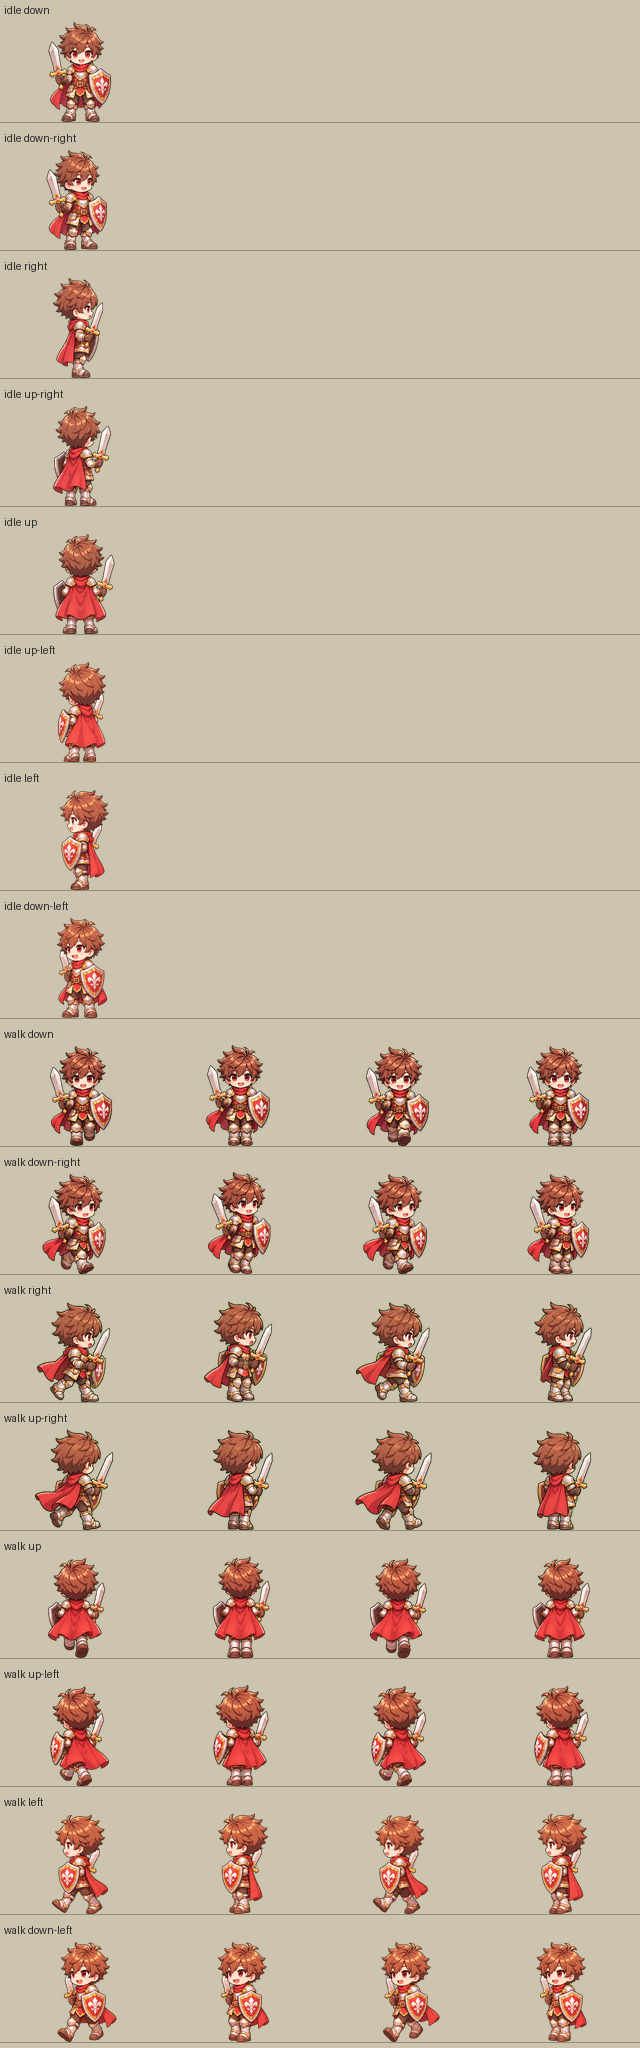 idle down
idle down-right
idle right
idle up-right
idle up
idle up-left
idle left
idle down-left
walk down
walk down-right
walk right
walk up-right
walk up
walk up-left
walk left
walk down-left